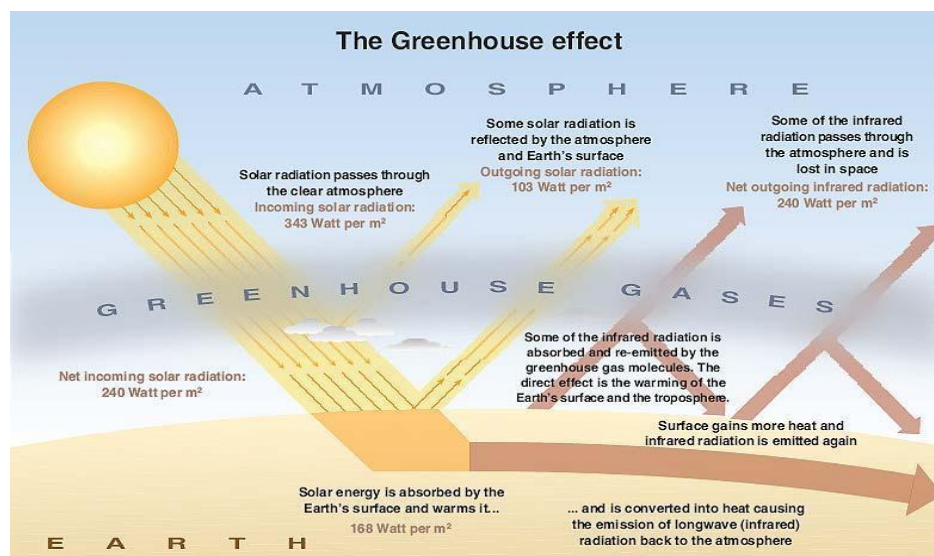 The Greenhouse effect
A T M O S P H E R E
Solar radiation passes through
the clear atmosphere
Incoming solar radiation:
343 Watt per m²
Some solar radiation is
reflected by the atmosphere
and Earth's surface
Outgoing solar radiation:
103 Watt per m²
Some of the infrared
radiation passes through
the atmosphere and is
lost in space
Net outgoing infrared radiation:
240 Watt per m²
G R E E N H O U S E G A S E S
Net incoming solar radiation:
240 Watt per m²
Some of the infrared radiation is
absorbed and re-emitted by the
greenhouse gas molecules. The
direct effect is the warming of the
Earth's surface and the troposphere.
Surface gains more heat and
infrared radiation is emitted again
Solar energy is absorbed by the
Earth's surface and warms it...
168 Watt per m²
... and is converted into heat causing
the emission of longwave (infrared)
radiation back to the atmosphere
E A R T H